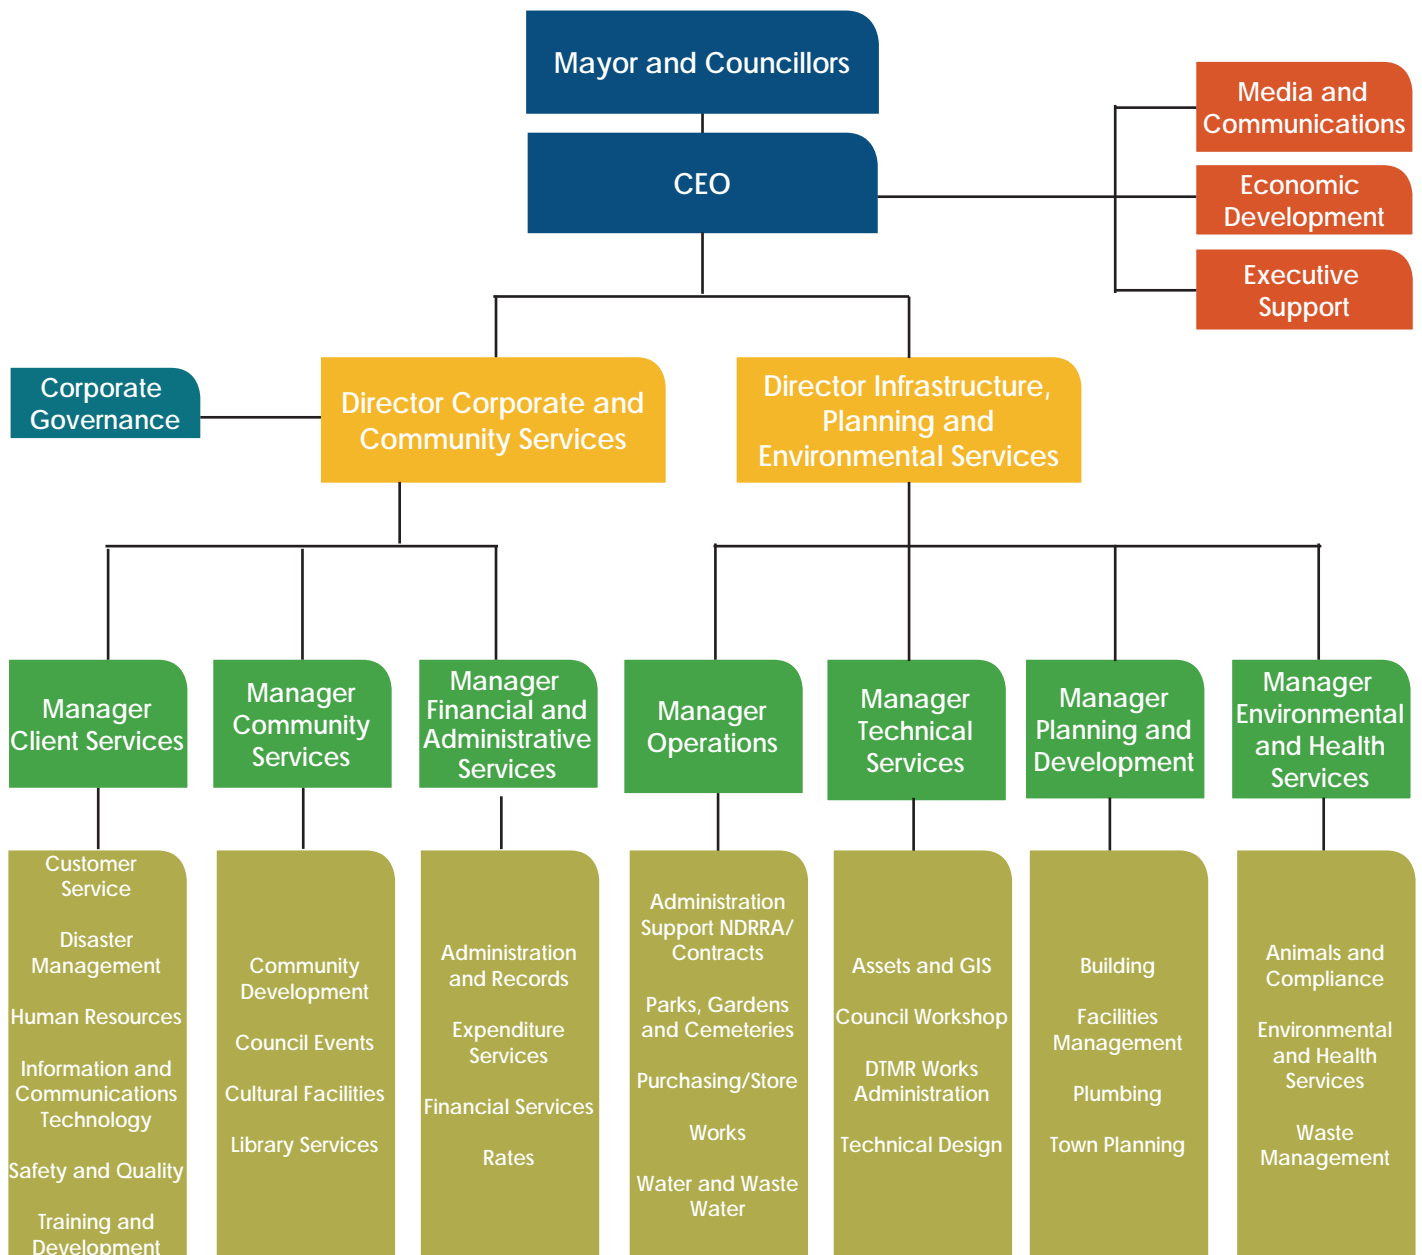 Mayor and Councillors
CEO
Media and
Communications
Economic
Development
Executive
Support
Corporate
Governance
Director Corporate and
Community Services
Director Infrastructure,
Planning and
Environmental Services
Manager
Client Services
Manager
Community
Services
Manager
Financial and
Administrative
Services
Manager
Operations
Manager
Technical
Services
Manager
Planning and
Development
Manager
Environmental
and Health
Services
Customer
Service
Disaster
Management
Human Resources
Information and
Communications
Technology
Safety and Quality
Training and
Development
Community
Development
Council Events
Cultural Facilities
Library Services
Administration
and Records
Expenditure
Services
Financial Services
Rates
Administration
Support NDRRA/
Contracts
Parks, Gardens
and Cemeteries
Purchasing/Store
Works
Water and Waste
Water
Assets and GIS
Council Workshop
DTMR Works
Administration
Technical Design
Building
Facilities
Management
Plumbing
Town Planning
Animals and
Compliance
Environmental
and Health
Services
Waste
Management